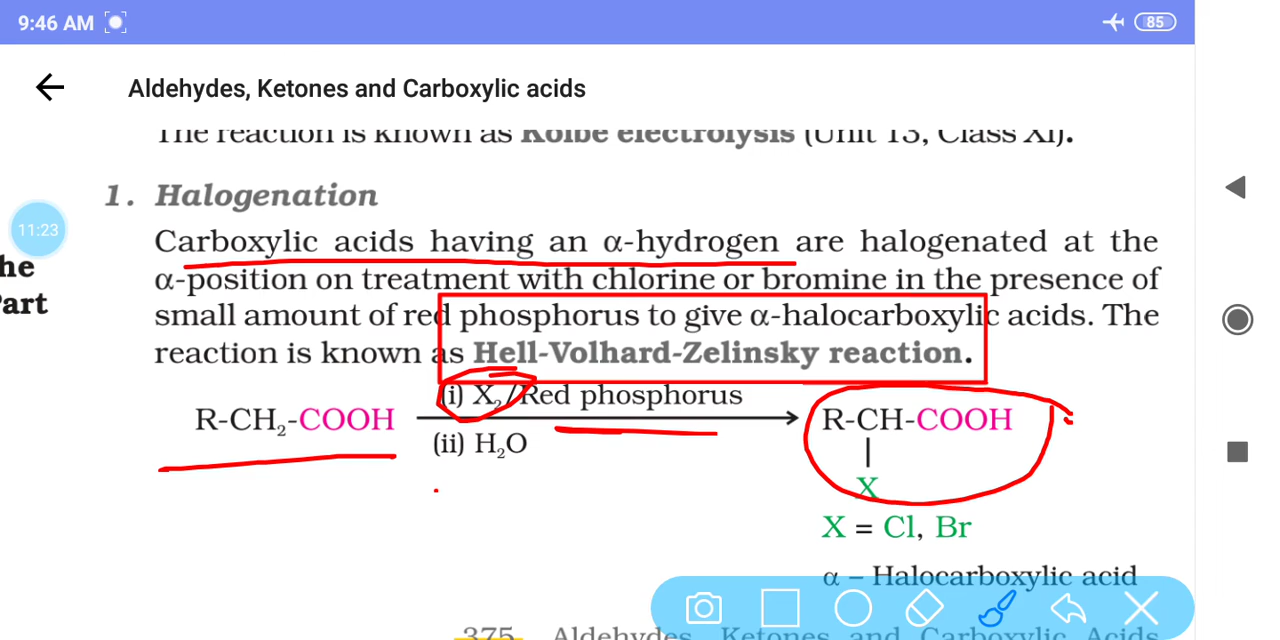 9:46 AM
85
Aldehydes, Ketones and Carboxylic acids
The reaction is known as Kolbe electrolysis (Unit 13, Class XI).
1. Halogenation
11:23
Carboxylic acids having an α-hydrogen are halogenated at the
he
α-position on treatment with chlorine or bromine in the presence of
art
small amount of red phosphorus to give α-halocarboxylic acids. The
reaction is known as Hell-Volhard-Zelinsky reaction.
(i) X₂/Red phosphorus
R-CH₂-COOH
R-CH-COOH
(ii) H₂O
X
X = Cl, Br
α – Halocarboxylic acid
375 Aldehydes, Ketones and Carboxylic Acids